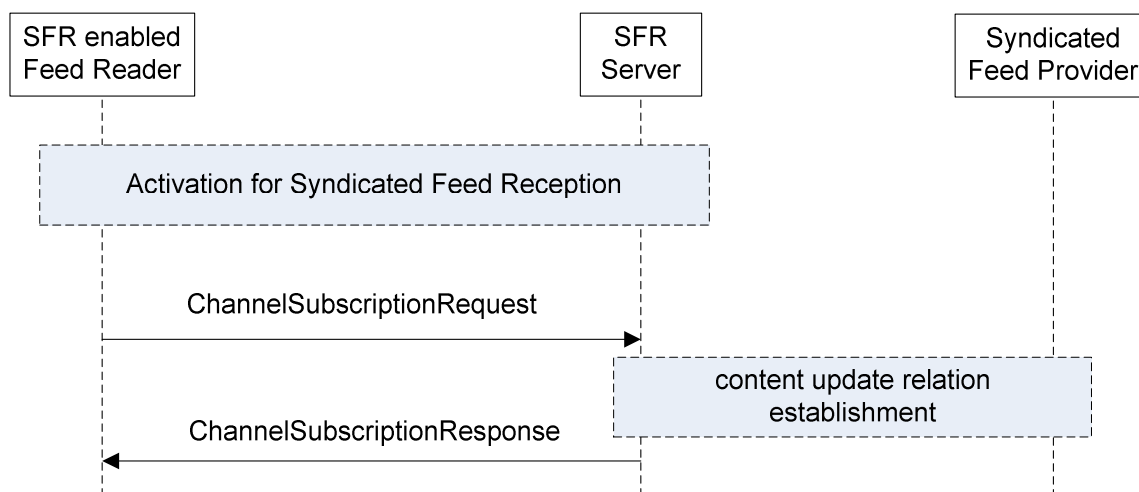 SFR enabled
Feed Reader
SFR
Server
Syndicated
Feed Provider
Activation for Syndicated Feed Reception
ChannelSubscriptionRequest
content update relation
establishment
ChannelSubscriptionResponse